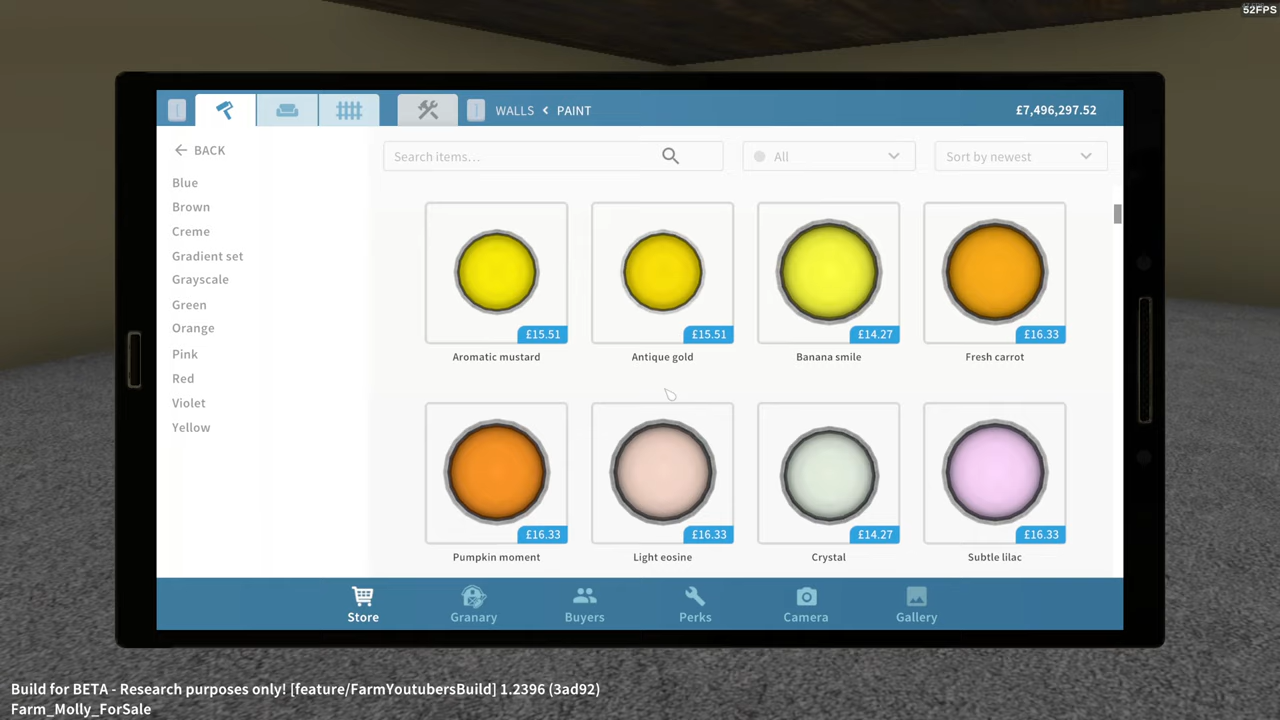 52FPS
WALLS < PAINT
£7,496,297.52
BACK
Search items...
All
Sort by newest
Blue
Brown
Creme
Gradient set
Grayscale
Green
Orange
Pink
Red
Violet
Yellow
£15.51
£15.51
£14.27
£16.33
Aromatic mustard
Antique gold
Banana smile
Fresh carrot
£16.33
£16.33
£14.27
£16.33
Pumpkin moment
Light eosine
Crystal
Subtle lilac
Store
Granary
Buyers
Perks
Camera
Gallery
Build for BETA - Research purposes only! [feature/FarmYoutubersBuild] 1.2396 (3ad92)
Farm_Molly_ForSale